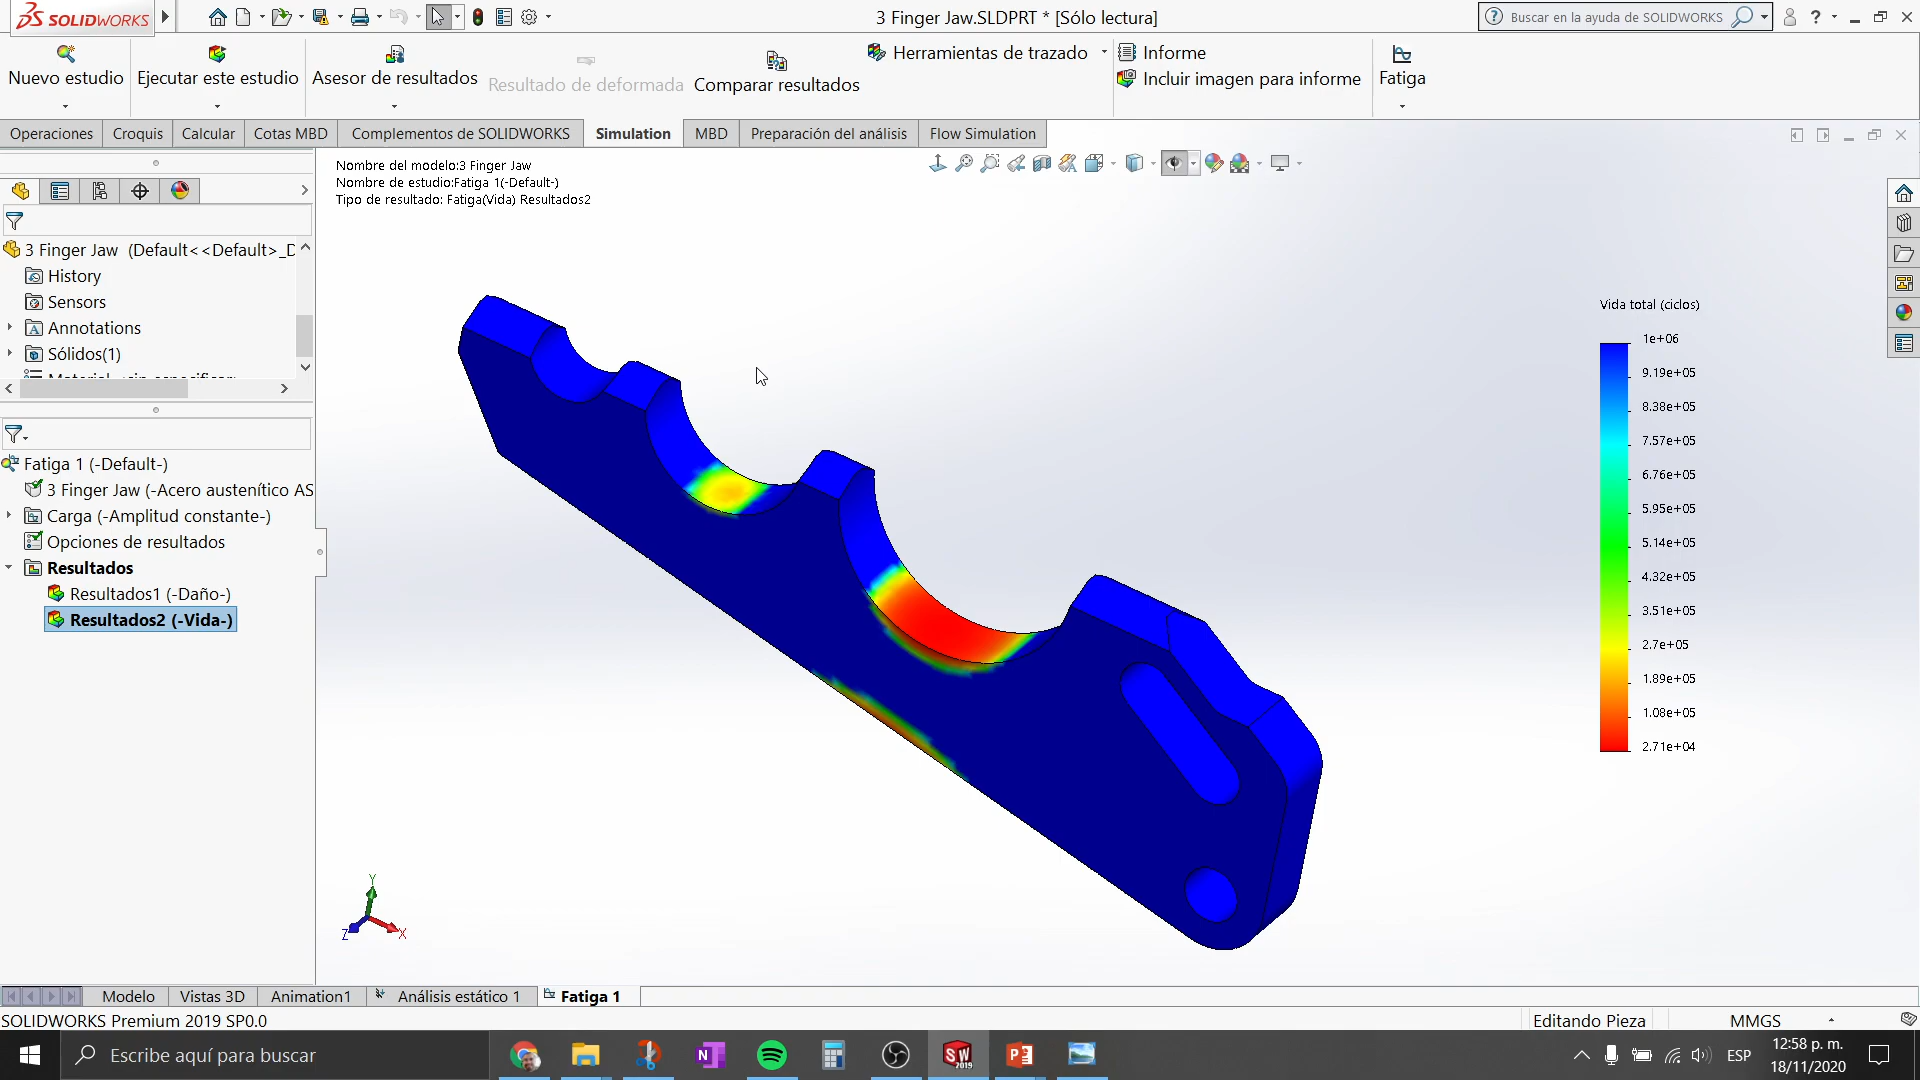 SOLIDWORKS
3 Finger Jaw.SLDPRT * [Sólo lectura]
Buscar en la ayuda de SOLIDWORKS
Nuevo estudio
Ejecutar este estudio
Asesor de resultados
Resultado de deformada
Comparar resultados
Herramientas de trazado
Informe
Incluir imagen para informe
Fatiga
Operaciones
Croquis
Calcular
Cotas MBD
Complementos de SOLIDWORKS
Simulation
MBD
Preparación del análisis
Flow Simulation
Nombre del modelo:3 Finger Jaw
Nombre de estudio:Fatiga 1(-Default-)
Tipo de resultado: Fatiga(Vida) Resultados2
3 Finger Jaw (Default<<Default>_D
History
Sensors
Annotations
Sólidos(1)
Fatiga 1 (-Default-)
3 Finger Jaw (-Acero austenítico AS
Carga (-Amplitud constante-)
Opciones de resultados
Resultados
Resultados1 (-Daño-)
Resultados2 (-Vida-)
Vida total (ciclos)
1e+06
9.19e+05
8.38e+05
7.57e+05
6.76e+05
5.95e+05
5.14e+05
4.32e+05
3.51e+05
2.7e+05
1.89e+05
1.08e+05
2.71e+04
Y
Z
X
Modelo
Vistas 3D
Animation1
Análisis estático 1
Fatiga 1
SOLIDWORKS Premium 2019 SP0.0
Editando Pieza
MMGS
Escribe aquí para buscar
ESP
12:58 p. m.
18/11/2020